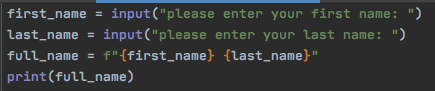 first_name = input("please enter your first name: ")
last_name = input("please enter your last name: ")
full_name = f"{first_name} {last_name}"
print(full_name)